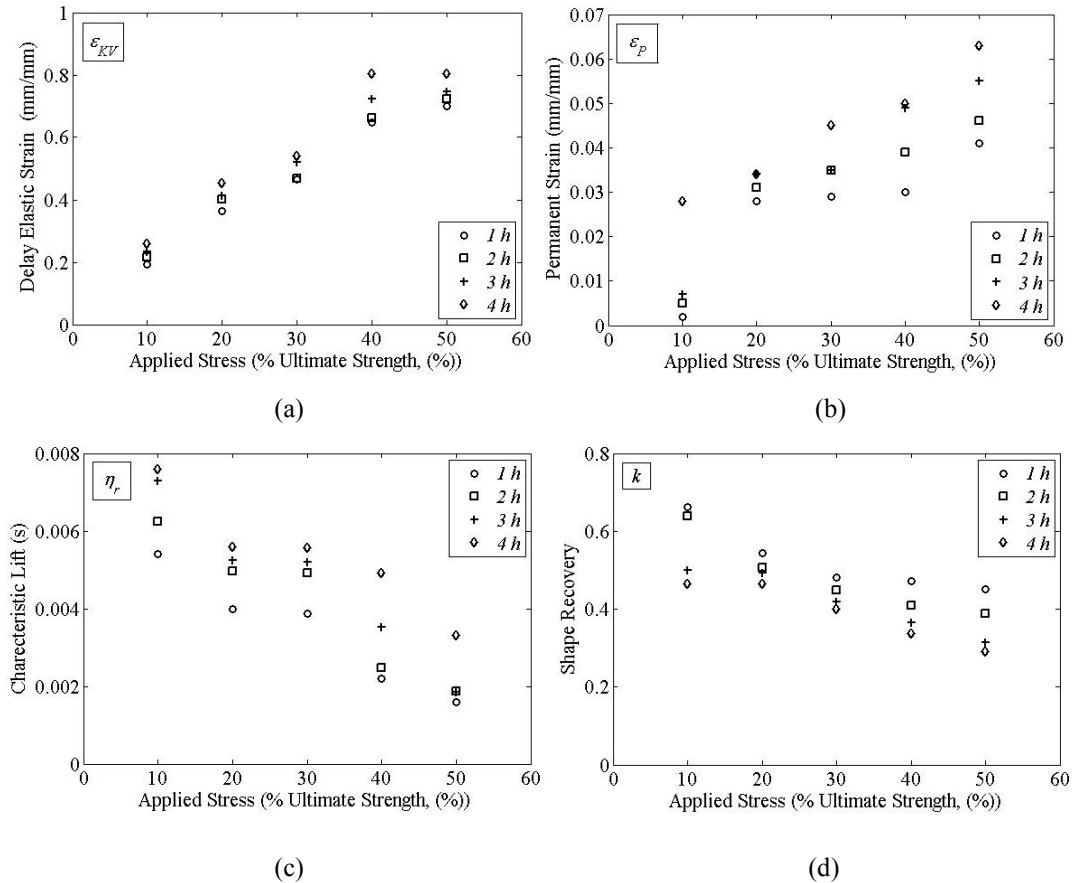 ε_KV
Delay Elastic Strain (mm/mm)
1
0.8
0.6
0.4
0.2
0
0 10 20 30 40 50 60
Applied Stress (% Ultimate Strength, (%))
1 h
2 h
3 h
4 h
(a)
ε_P
Permanent Strain (mm/mm)
0.07
0.06
0.05
0.04
0.03
0.02
0.01
0
0 10 20 30 40 50 60
Applied Stress (% Ultimate Strength, (%))
1 h
2 h
3 h
4 h
(b)
η_r
Charecteristic Lift (s)
0.008
0.006
0.004
0.002
0
0 10 20 30 40 50 60
Applied Stress (% Ultimate Strength, (%))
1 h
2 h
3 h
4 h
(c)
k
Shape Recovery
0.8
0.6
0.4
0.2
0
0 10 20 30 40 50 60
Applied Stress (% Ultimate Strength, (%))
1 h
2 h
3 h
4 h
(d)